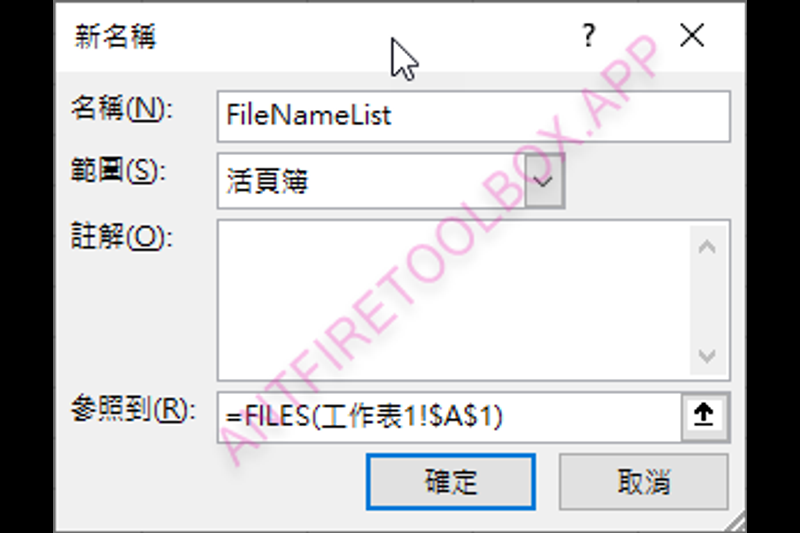 新名稱
名稱(N):
FileNameList
範圍(S):
活頁簿
註解(O):
參照到(R):
=FILES(工作表1!$A$1)
確定
取消
ANTFIRETOOLBOX.APP